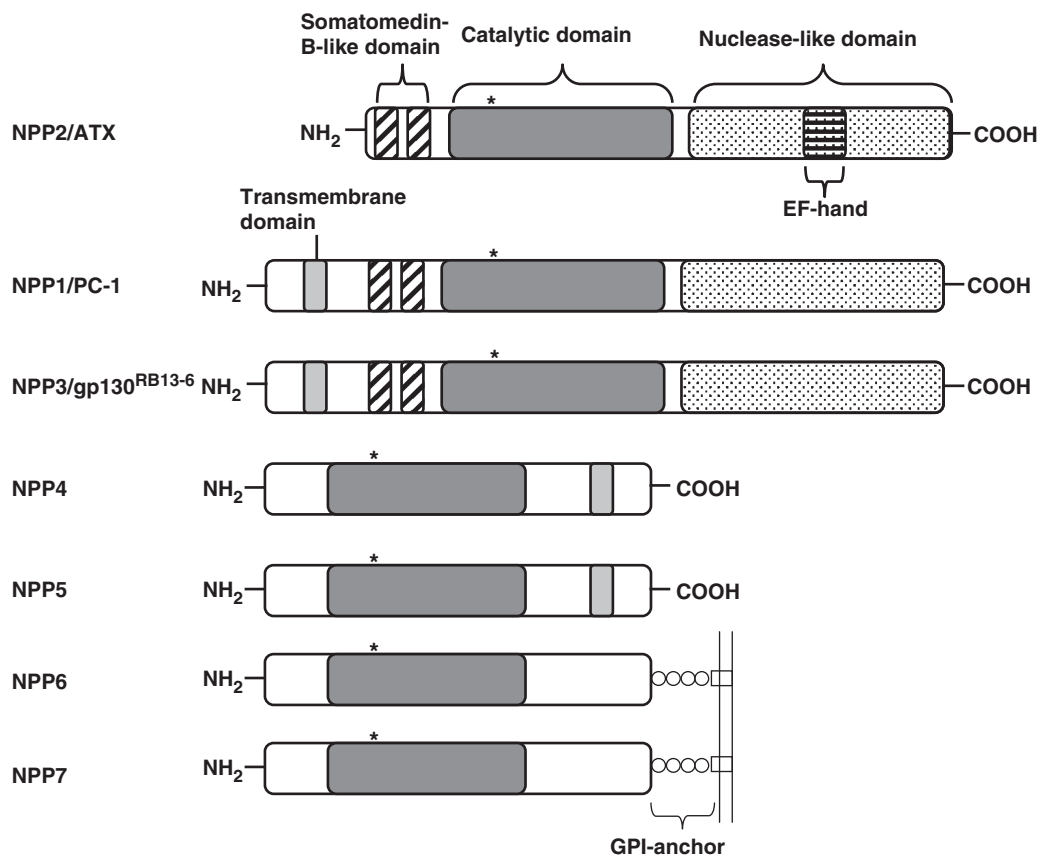 Somatomedin-
B-like domain
Catalytic domain
Nuclease-like domain
*
NPP2/ATX
NH2
COOH
EF-hand
Transmembrane
domain
*
NPP1/PC-1
NH2
COOH
*
NPP3/gp130RB13-6
NH2
COOH
*
NPP4
NH2
COOH
*
NPP5
NH2
COOH
*
NPP6
NH2
*
NPP7
NH2
GPI-anchor